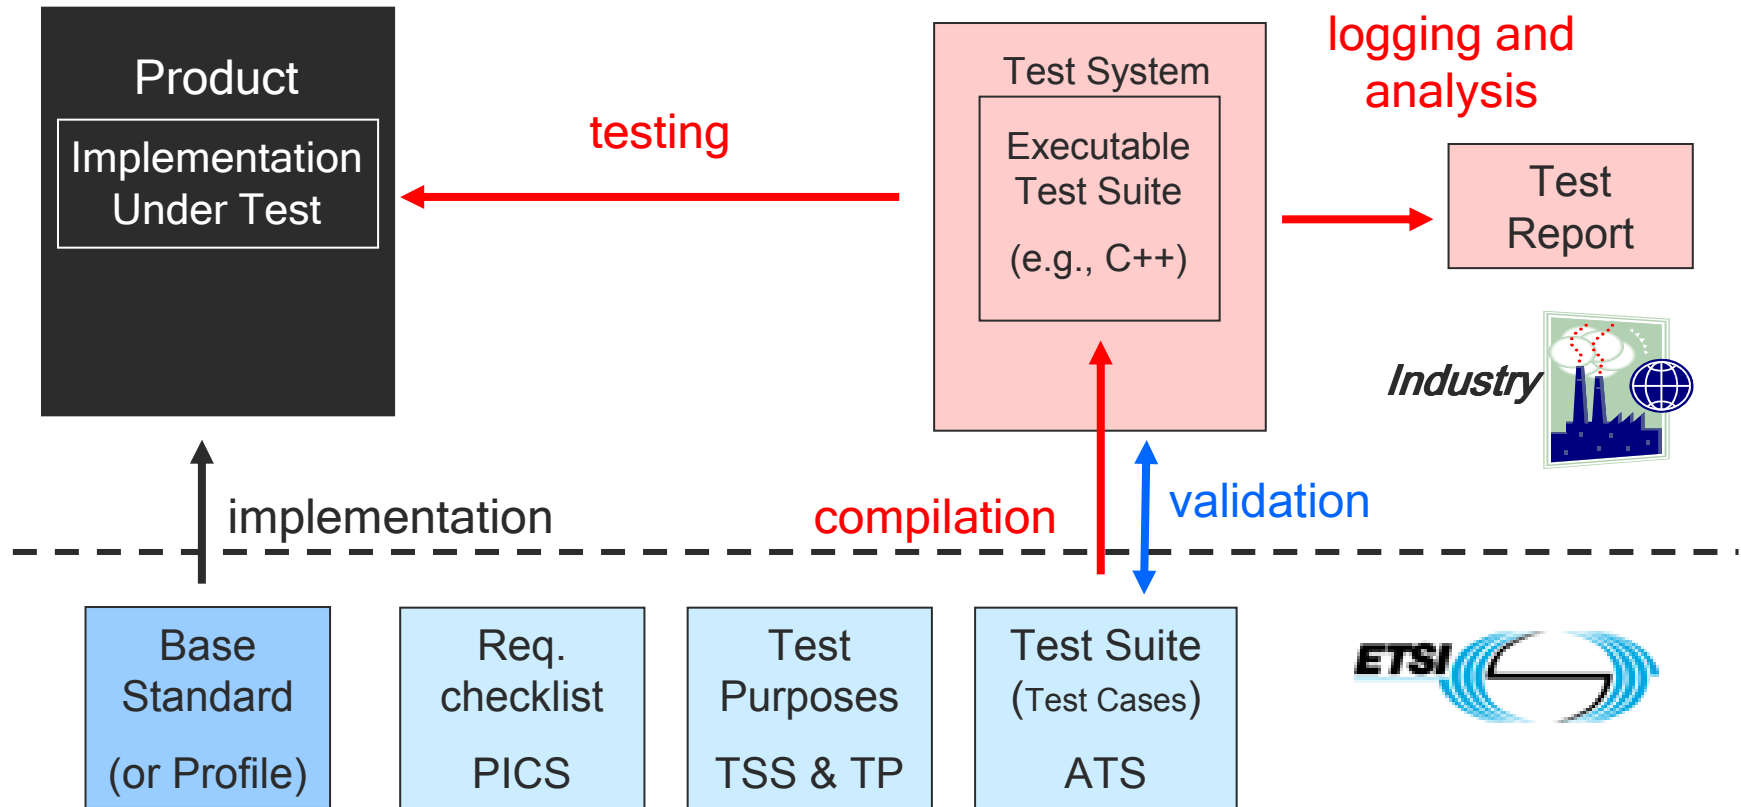 Product
Implementation
Under Test
testing
Test System
Executable
Test Suite
(e.g., C++)
logging and
analysis
Test
Report
Industry
implementation
compilation
validation
Base
Standard
(or Profile)
Req.
checklist
PICS
Test
Purposes
TSS & TP
Test Suite
(Test Cases)
ATS
ETSI